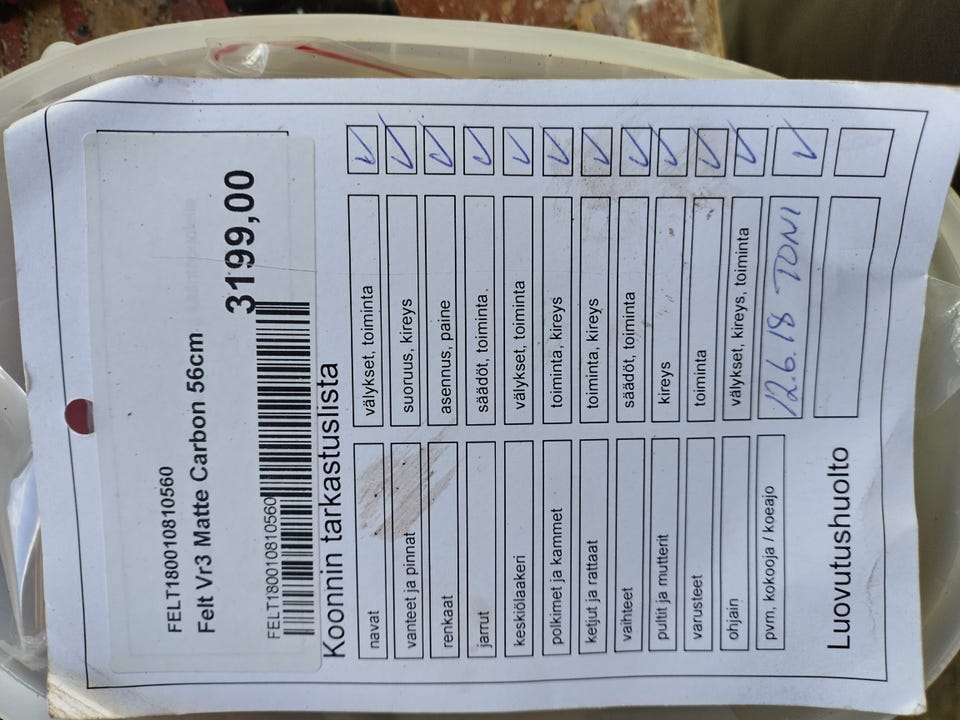 FELT1800108​10560
Felt Vr3 Matte Carbon 56cm
3199,00
FELT180010810560
Koonnin tarkastuslista
navat välykset, toiminta ✓
vanteet ja pinnat suoruus, kireys ✓
renkaat asennus, paine ✓
jarrut säädöt, toiminta ✓
keskiölaakeri välykset, toiminta ✓
polkimet ja kammet toiminta, kireys ✓
ketjut ja rattaat toiminta, kireys ✓
vaihteet säädöt, toiminta ✓
pultit ja mutterit kireys ✓
varusteet toiminta ✓
ohjain välykset, kireys, toiminta ✓
pvm, kokooja / koeajo 12.6.18 TONI ✓
Luovutushuolto